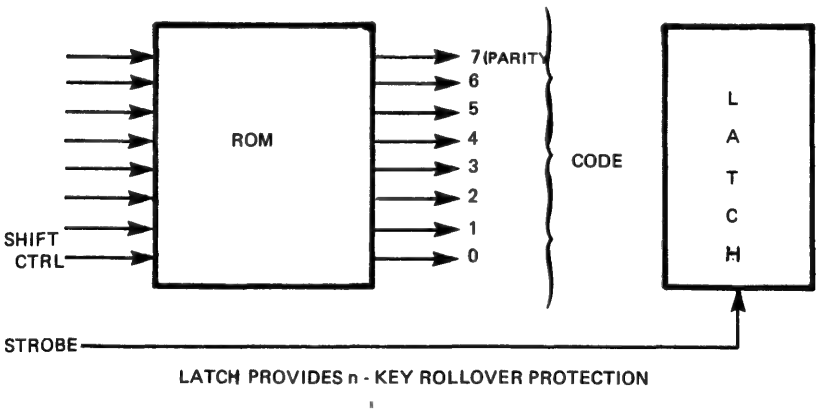 7 (PARITY
6
5
4
3
2
1
0
ROM
SHIFT
CTRL
CODE
L
A
T
C
H
STROBE
LATCH PROVIDES n - KEY ROLLOVER PROTECTION